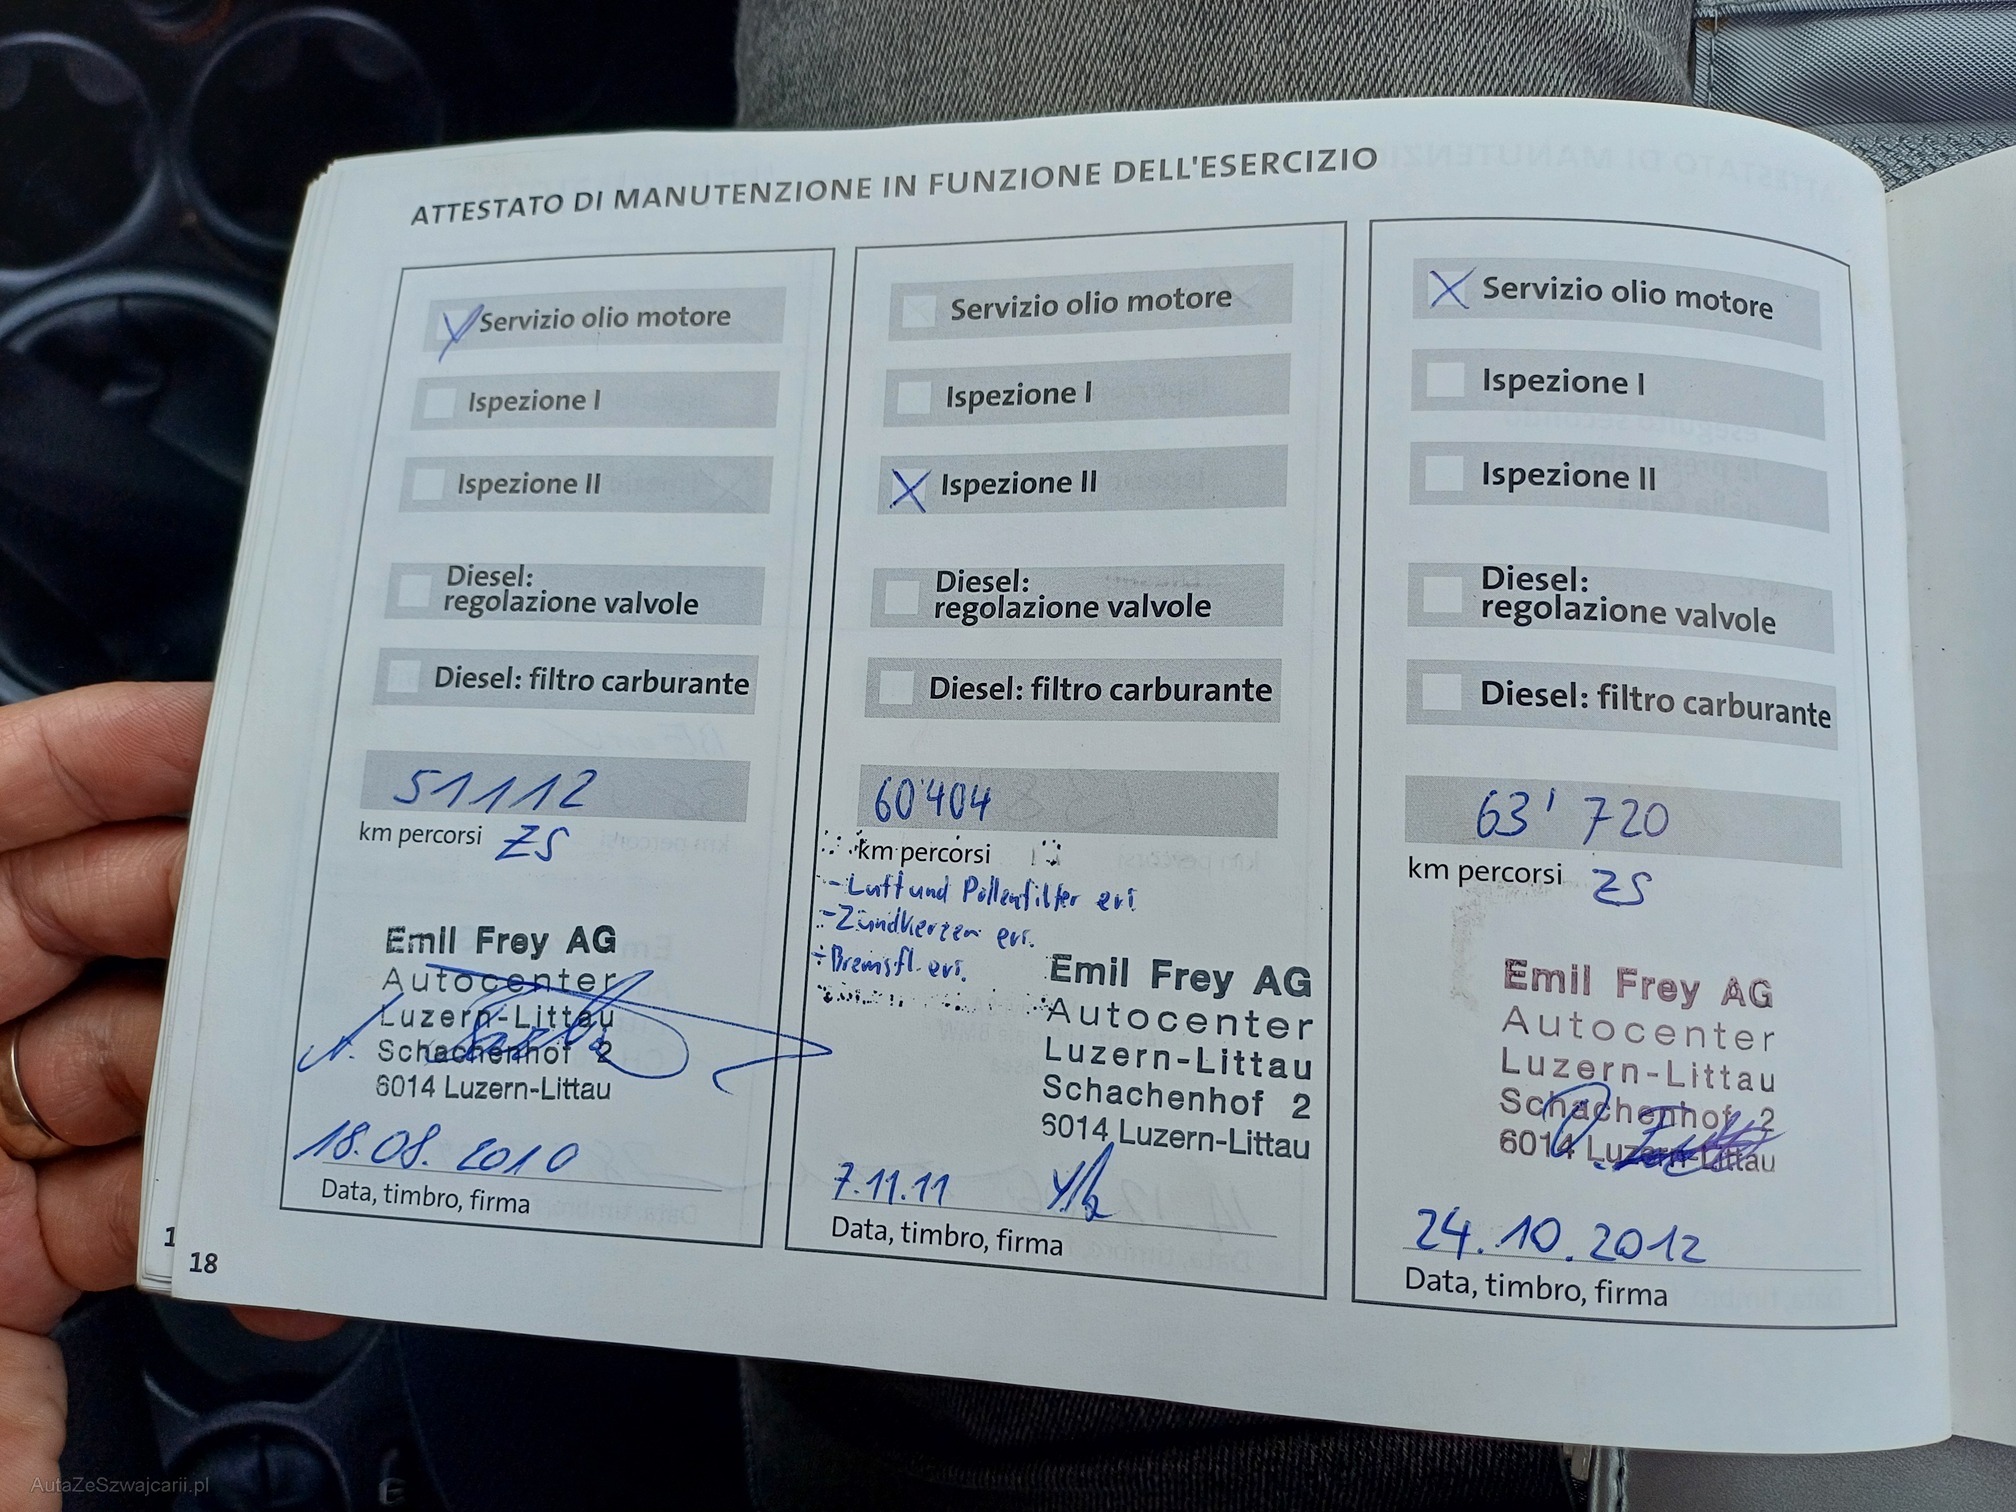 ATTESTATO DI MANUTENZIONE IN FUNZIONE DELL'ESERCIZIO
Servizio olio motore
Ispezione I
Ispezione II
Diesel:
regolazione valvole
Diesel: filtro carburante
51112
km percorsi ZS
Emil Frey AG
Autocenter
Luzern-Littau
Schachenhof 2
6014 Luzern-Littau
18.08.2010
Data, timbro, firma
Servizio olio motore
Ispezione I
Ispezione II
Diesel:
regolazione valvole
Diesel: filtro carburante
60'404
km percorsi
- Luft und Pollenfilter ers.
- Zündkerzen ers.
- Bremsfl. ers.
Emil Frey AG
Autocenter
Luzern-Littau
Schachenhof 2
6014 Luzern-Littau
7.11.11
Data, timbro, firma
Servizio olio motore
Ispezione I
Ispezione II
Diesel:
regolazione valvole
Diesel: filtro carburante
63'720
km percorsi ZS
Emil Frey AG
Autocenter
Luzern-Littau
Schachenhof 2
6014 Luzern-Littau
24.10.2012
Data, timbro, firma
18
AutaZeSzwajcarii.pl